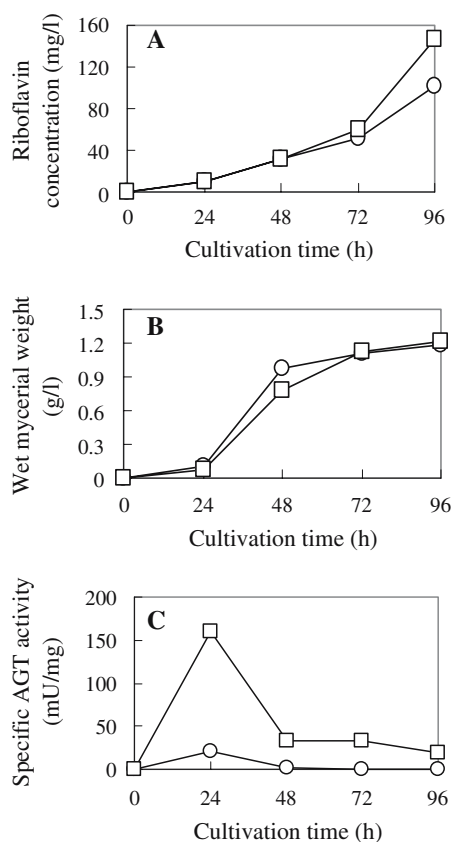 A
Riboflavin
concentration (mg/l)
160
120
80
40
0
0 24 48 72 96
Cultivation time (h)
B
Wet mycerial weight
(g/l)
1.5
1.2
0.9
0.6
0.3
0
0 24 48 72 96
Cultivation time (h)
C
Specific AGT activity
(mU/mg)
200
150
100
50
0
0 24 48 72 96
Cultivation time (h)